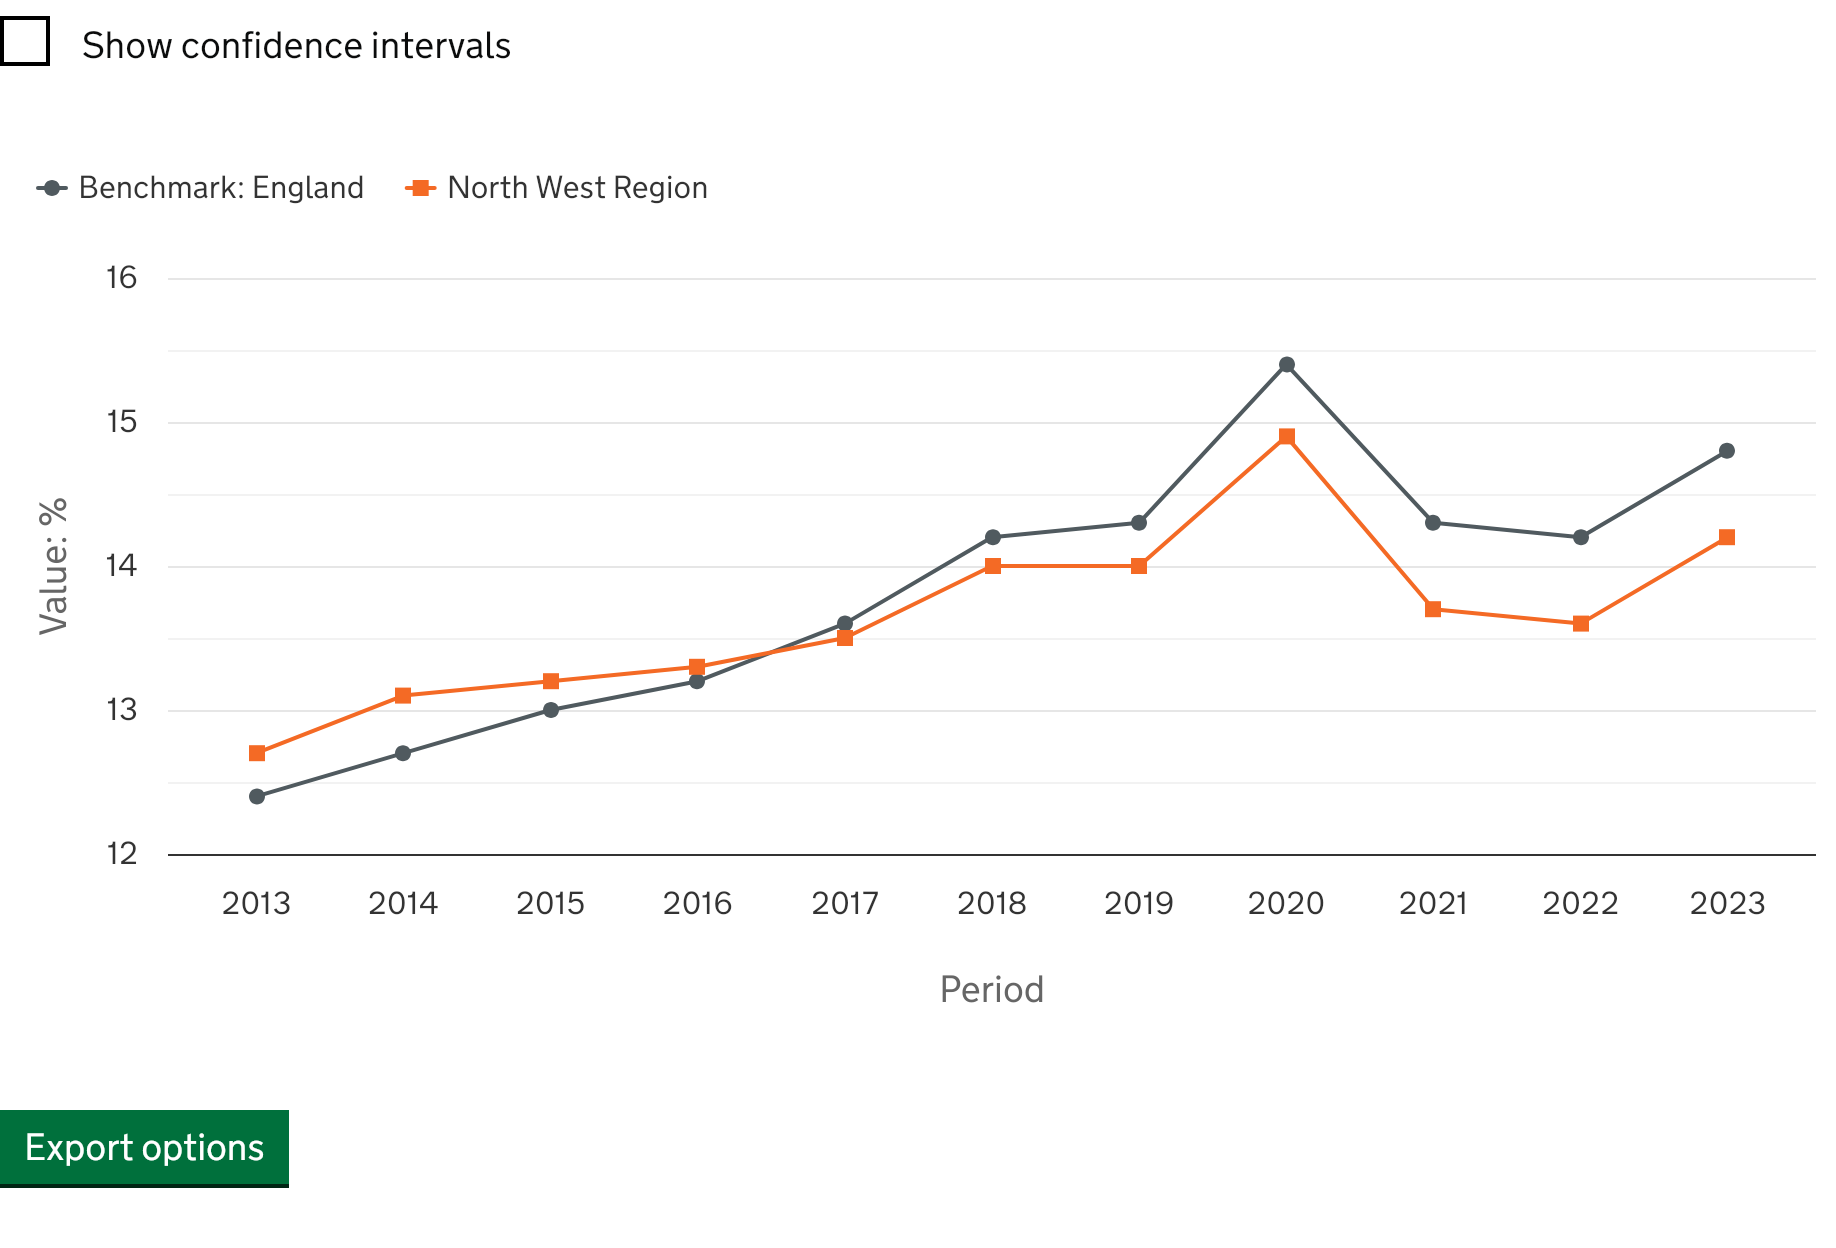 Show confidence intervals
Benchmark: England North West Region
16
15
14
13
12
Value: %
2013 2014 2015 2016 2017 2018 2019 2020 2021 2022 2023
Period
Export options